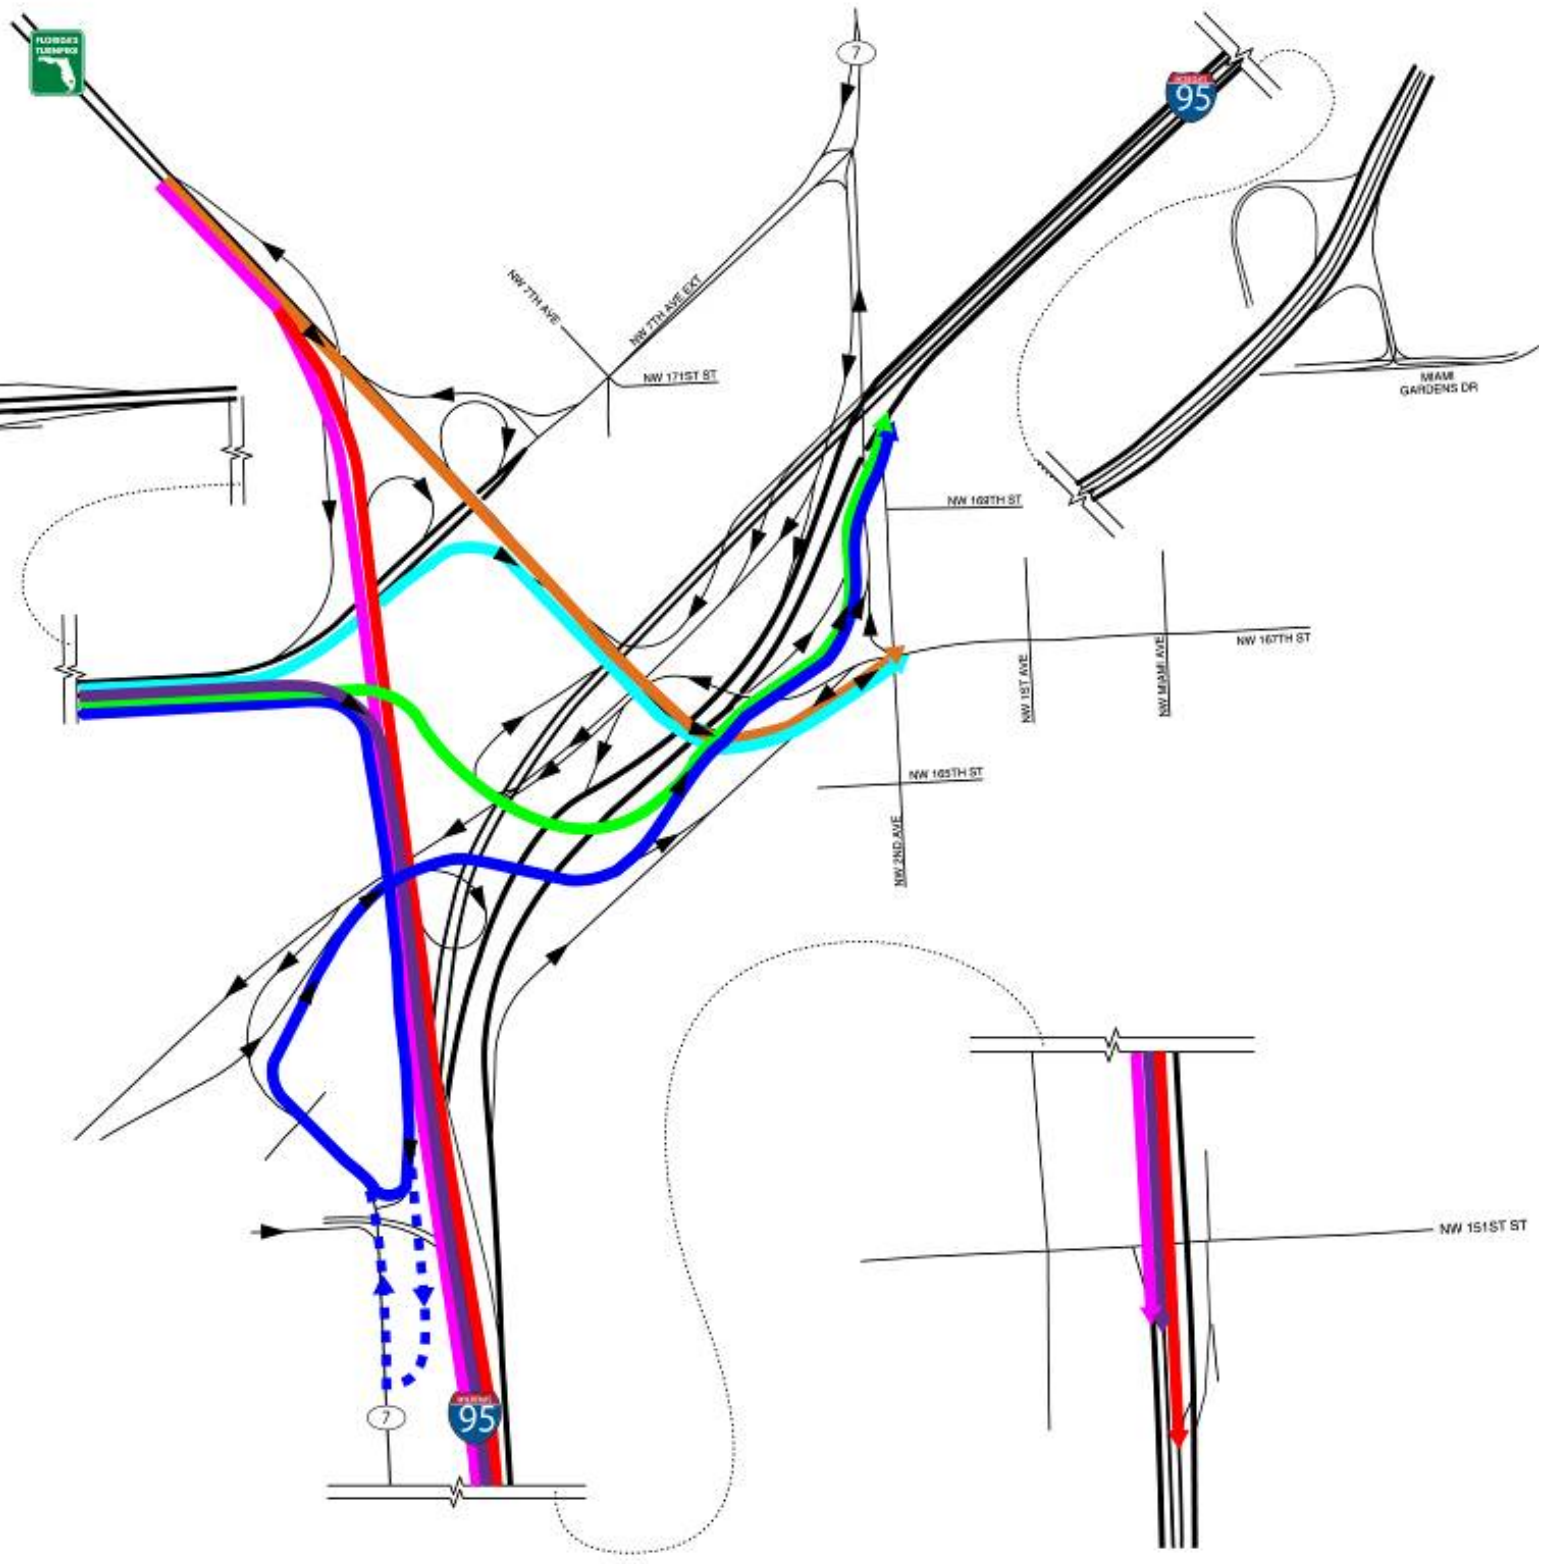 FLORIDA'S
TURNPIKE
7
INTERSTATE
95
NW 7TH AVE
NW 7TH AVE EXT
NW 171ST ST
MIAMI
GARDENS DR
NW 169TH ST
NW 167TH ST
NW 1ST AVE
NW MIAMI AVE
NW 165TH ST
NW 2ND AVE
NW 151ST ST
7
INTERSTATE
95